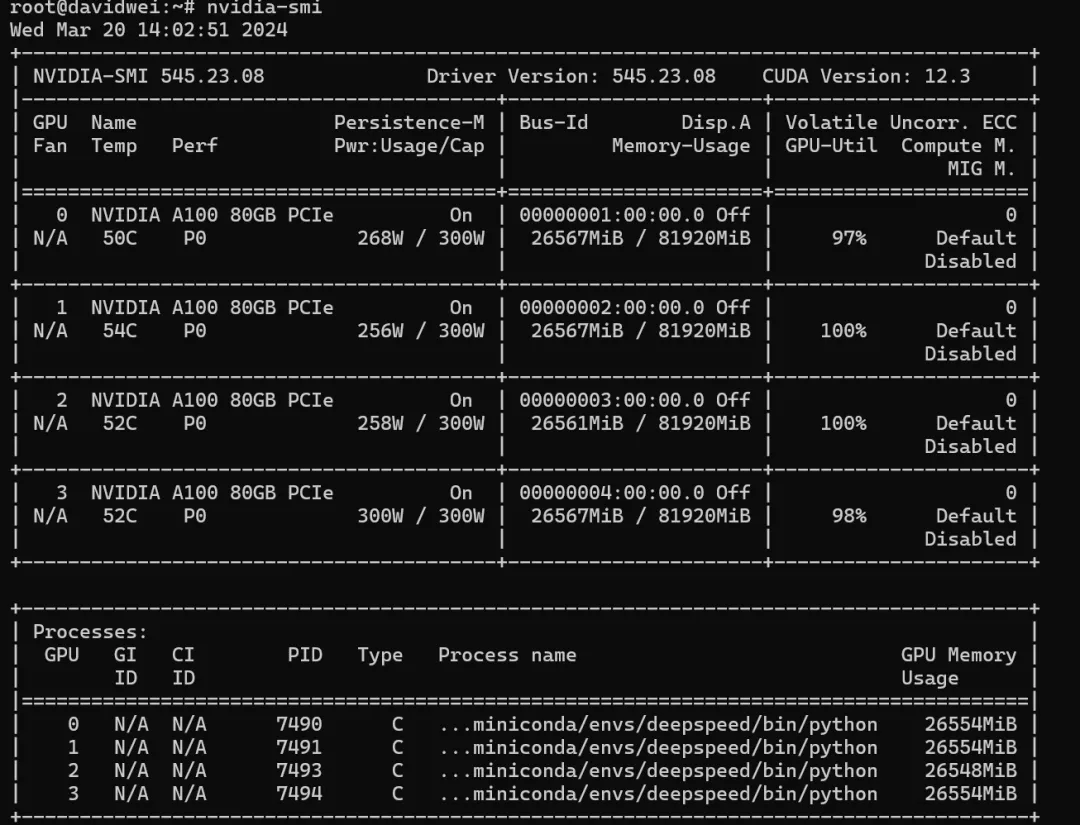 root@davidwei:~# nvidia-smi
Wed Mar 20 14:02:51 2024
+-----------------------------------------------------------------------------------------+
| NVIDIA-SMI 545.23.08              Driver Version: 545.23.08    CUDA Version: 12.3     |
|-----------------------------------------+----------------------+----------------------+
| GPU  Name                 Persistence-M | Bus-Id        Disp.A | Volatile Uncorr. ECC |
| Fan  Temp   Perf          Pwr:Usage/Cap |         Memory-Usage | GPU-Util  Compute M. |
|                                         |                      |               MIG M. |
|=========================================+======================+======================|
|   0  NVIDIA A100 80GB PCIe          On  | 00000001:00:00.0 Off |                    0 |
| N/A   50C    P0             268W / 300W |  26567MiB / 81920MiB |     97%      Default |
|                                         |                      |             Disabled |
+-----------------------------------------+----------------------+----------------------+
|   1  NVIDIA A100 80GB PCIe          On  | 00000002:00:00.0 Off |                    0 |
| N/A   54C    P0             256W / 300W |  26567MiB / 81920MiB |    100%      Default |
|                                         |                      |             Disabled |
+-----------------------------------------+----------------------+----------------------+
|   2  NVIDIA A100 80GB PCIe          On  | 00000003:00:00.0 Off |                    0 |
| N/A   52C    P0             258W / 300W |  26561MiB / 81920MiB |    100%      Default |
|                                         |                      |             Disabled |
+-----------------------------------------+----------------------+----------------------+
|   3  NVIDIA A100 80GB PCIe          On  | 00000004:00:00.0 Off |                    0 |
| N/A   52C    P0             300W / 300W |  26567MiB / 81920MiB |     98%      Default |
|                                         |                      |             Disabled |
+-----------------------------------------+----------------------+----------------------+

+---------------------------------------------------------------------------------------+
| Processes:                                                                            |
|  GPU   GI   CI        PID   Type   Process name                            GPU Memory |
|        ID   ID                                                             Usage      |
|=======================================================================================|
|    0   N/A  N/A      7490      C   ...miniconda/envs/deepspeed/bin/python    26554MiB |
|    1   N/A  N/A      7491      C   ...miniconda/envs/deepspeed/bin/python    26554MiB |
|    2   N/A  N/A      7493      C   ...miniconda/envs/deepspeed/bin/python    26548MiB |
|    3   N/A  N/A      7494      C   ...miniconda/envs/deepspeed/bin/python    26554MiB |
+---------------------------------------------------------------------------------------+